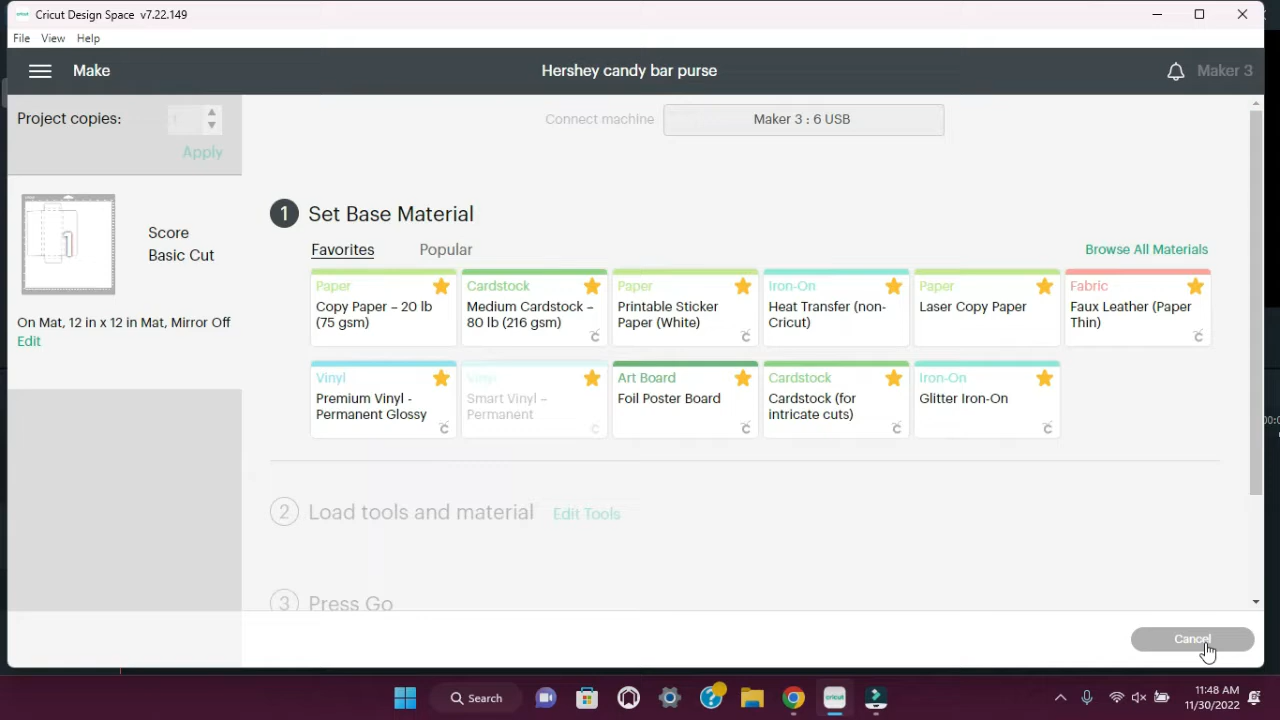 Cricut Design Space v7.22.149
File View Help
Make
Hershey candy bar purse
Maker 3
Project copies:
1
Apply
Connect machine
Maker 3 : 6 USB
Score
Basic Cut
On Mat, 12 in x 12 in Mat, Mirror Off
Edit
1 Set Base Material
Favorites
Popular
Browse All Materials
Paper
Copy Paper – 20 lb
(75 gsm)
Cardstock
Medium Cardstock –
80 lb (216 gsm)
Paper
Printable Sticker
Paper (White)
Iron-On
Heat Transfer (non-
Cricut)
Paper
Laser Copy Paper
Fabric
Faux Leather (Paper
Thin)
Vinyl
Premium Vinyl -
Permanent Glossy
Vinyl
Smart Vinyl –
Permanent
Art Board
Foil Poster Board
Cardstock
Cardstock (for
intricate cuts)
Iron-On
Glitter Iron-On
2 Load tools and material Edit Tools
3 Press Go
Cancel
Search
11:48 AM
11/30/2022